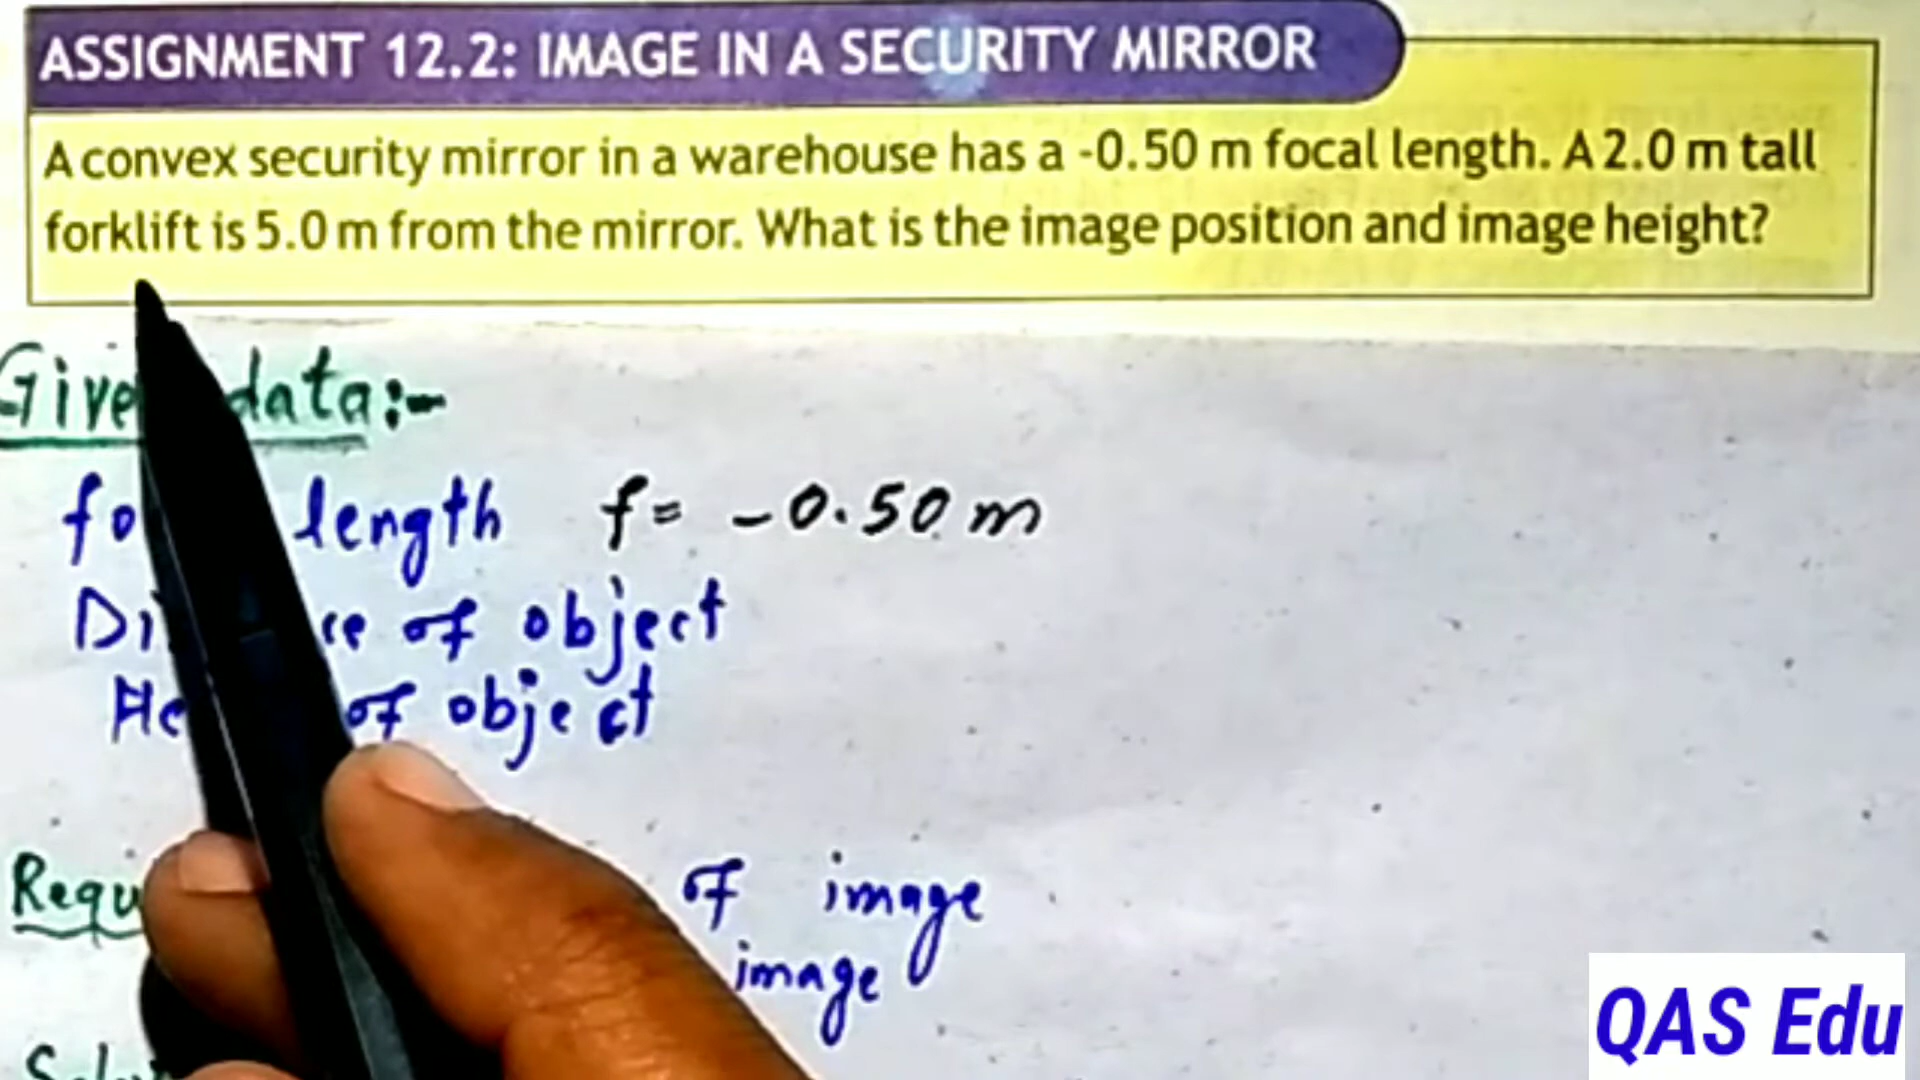 ASSIGNMENT 12.2: IMAGE IN A SECURITY MIRROR
A convex security mirror in a warehouse has a -0.50 m focal length. A 2.0 m tall
forklift is 5.0 m from the mirror. What is the image position and image height?
data:-
length f= -0.50 m
of object
of object
of image
image
QAS Edu